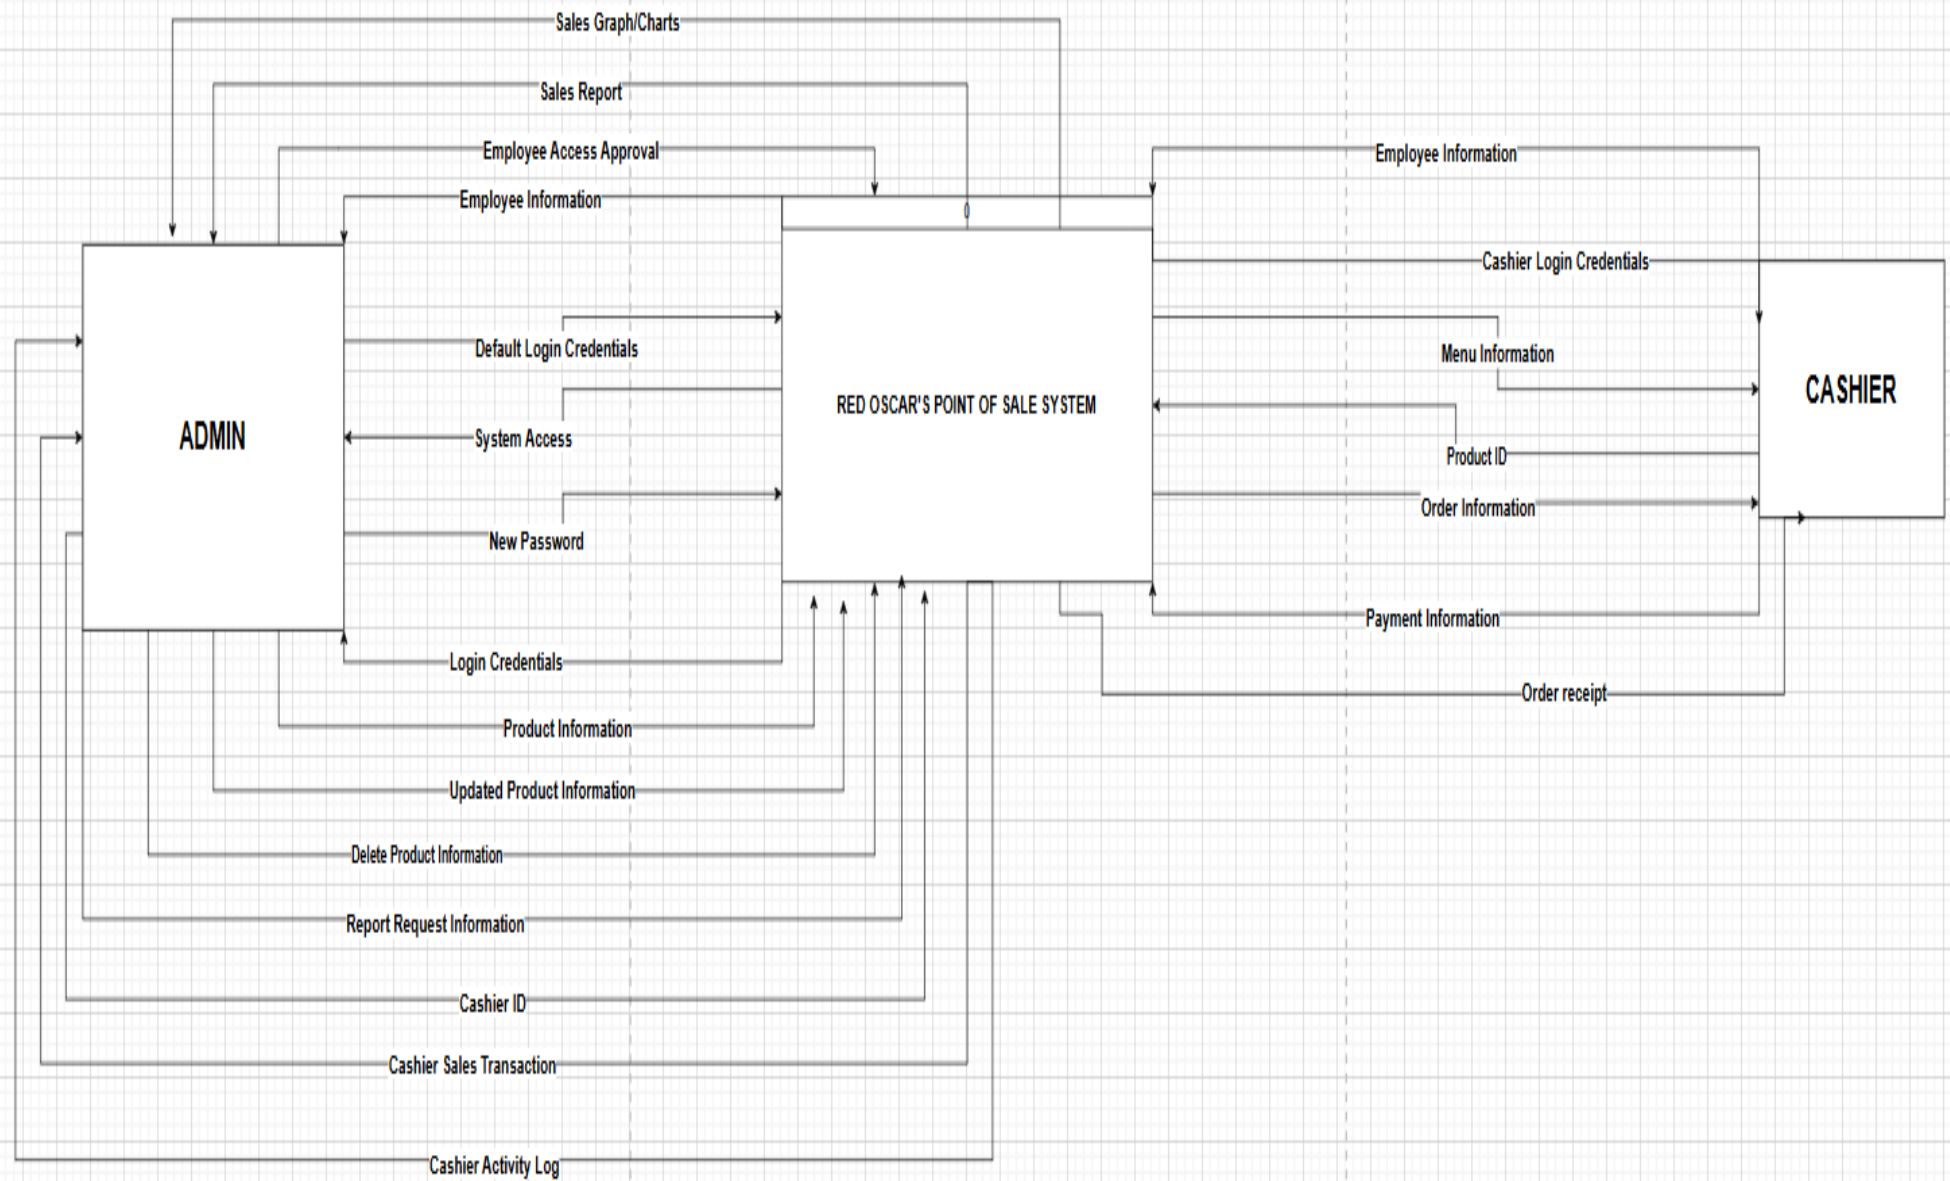 Sales Graph/Charts
Sales Report
Employee Access Approval
Employee Information
Employee Information
0
Cashier Login Credentials
Default Login Credentials
Menu Information
CASHIER
RED OSCAR'S POINT OF SALE SYSTEM
ADMIN
System Access
Product ID
Order Information
New Password
Payment Information
Login Credentials
Order receipt
Product Information
Updated Product Information
Delete Product Information
Report Request Information
Cashier ID
Cashier Sales Transaction
Cashier Activity Log